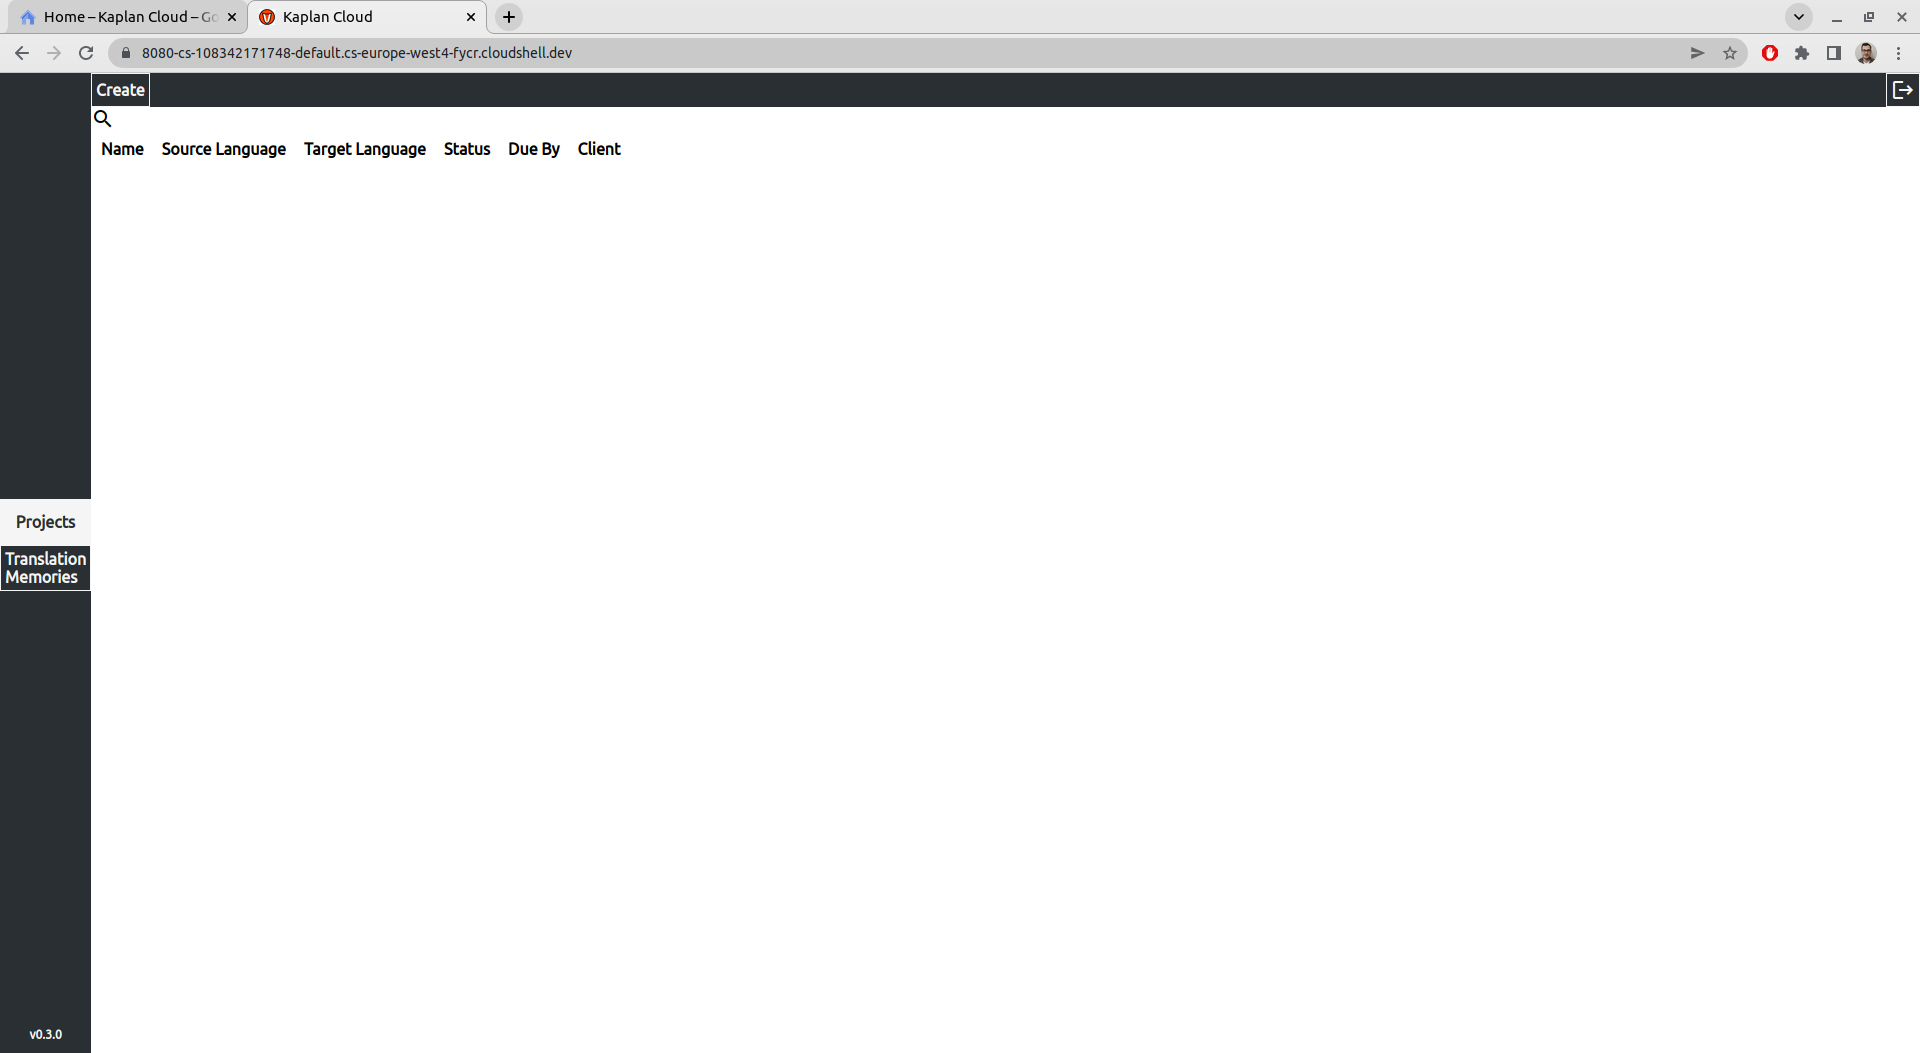 Home – Kaplan Cloud – Go
Kaplan Cloud
8080-cs-108342171748-default.cs-europe-west4-fycr.cloudshell.dev
Create
Name Source Language Target Language Status Due By Client
Projects
Translation
Memories
v0.3.0